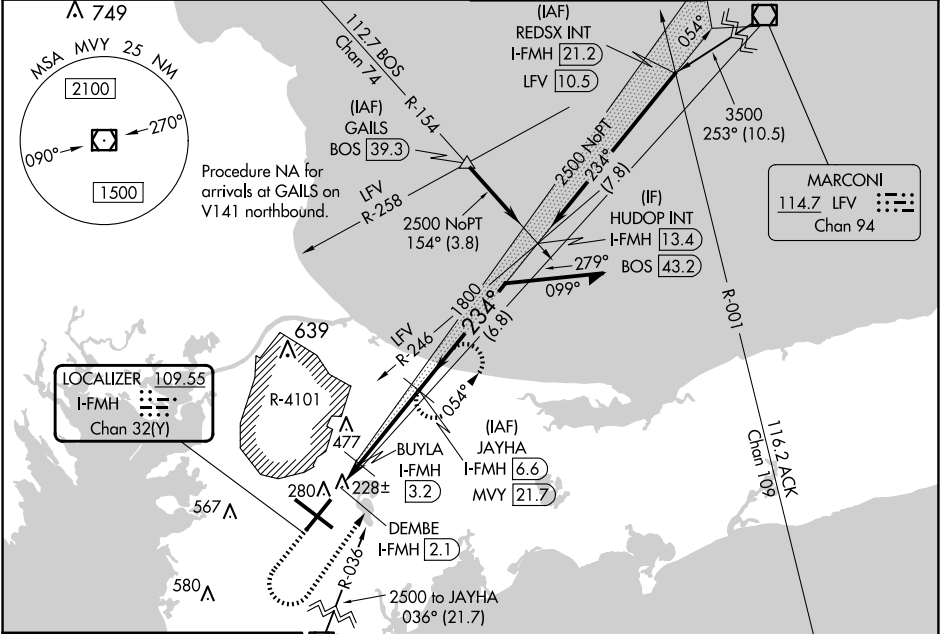 749
MSA MVY 25 NM
2100
270°
090°
1500
Procedure NA for
arrivals at GAILS on
V141 northbound.
112.7 BOS
Chan 74
R-154
(IAF)
GAILS
BOS 39.3
LFV
R-258
2500 NoPT
154° (3.8)
(IAF)
REDSX INT
I-FMH 21.2
LFV 10.5
054°
3500
253° (10.5)
2500 NoPT
234°
(7.8)
(IF)
HUDOP INT
I-FMH 13.4
BOS 43.2
279°
099°
MARCONI
114.7 LFV
Chan 94
R-001
116.2 ACK
Chan 109
1800
234°
(6.8)
LFV
R-246
054°
639
R-4101
LOCALIZER 109.55
I-FMH
Chan 32(Y)
477
BUYLA
I-FMH
3.2
(IAF)
JAYHA
I-FMH 6.6
MVY 21.7
280
228±
567
DEMBE
I-FMH 2.1
R-036
580
2500 to JAYHA
036° (21.7)